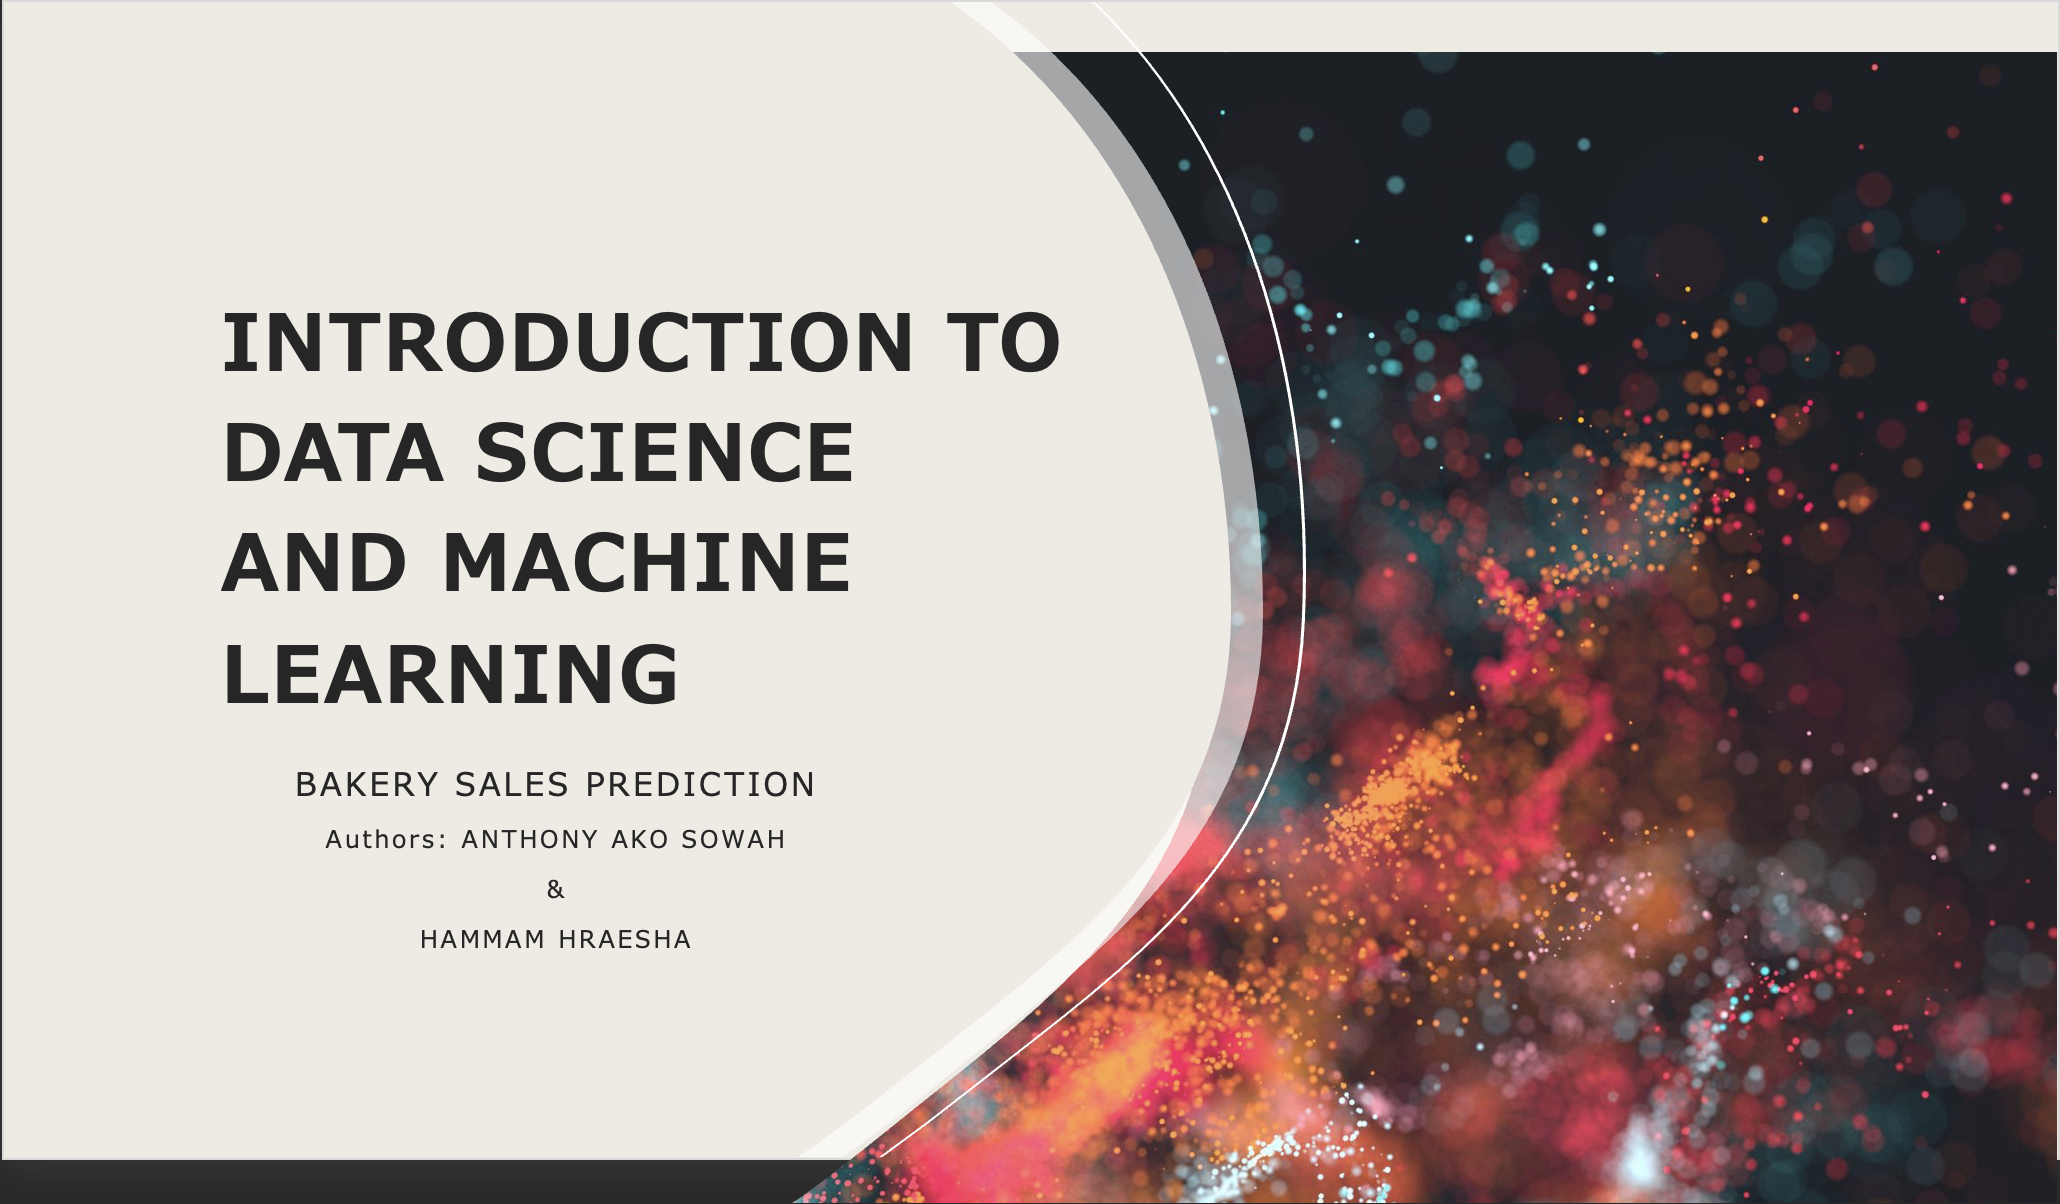 INTRODUCTION TO
DATA SCIENCE
AND MACHINE
LEARNING
BAKERY SALES PREDICTION
Authors: ANTHONY AKO SOWAH
&
HAMMAM HRAESHA